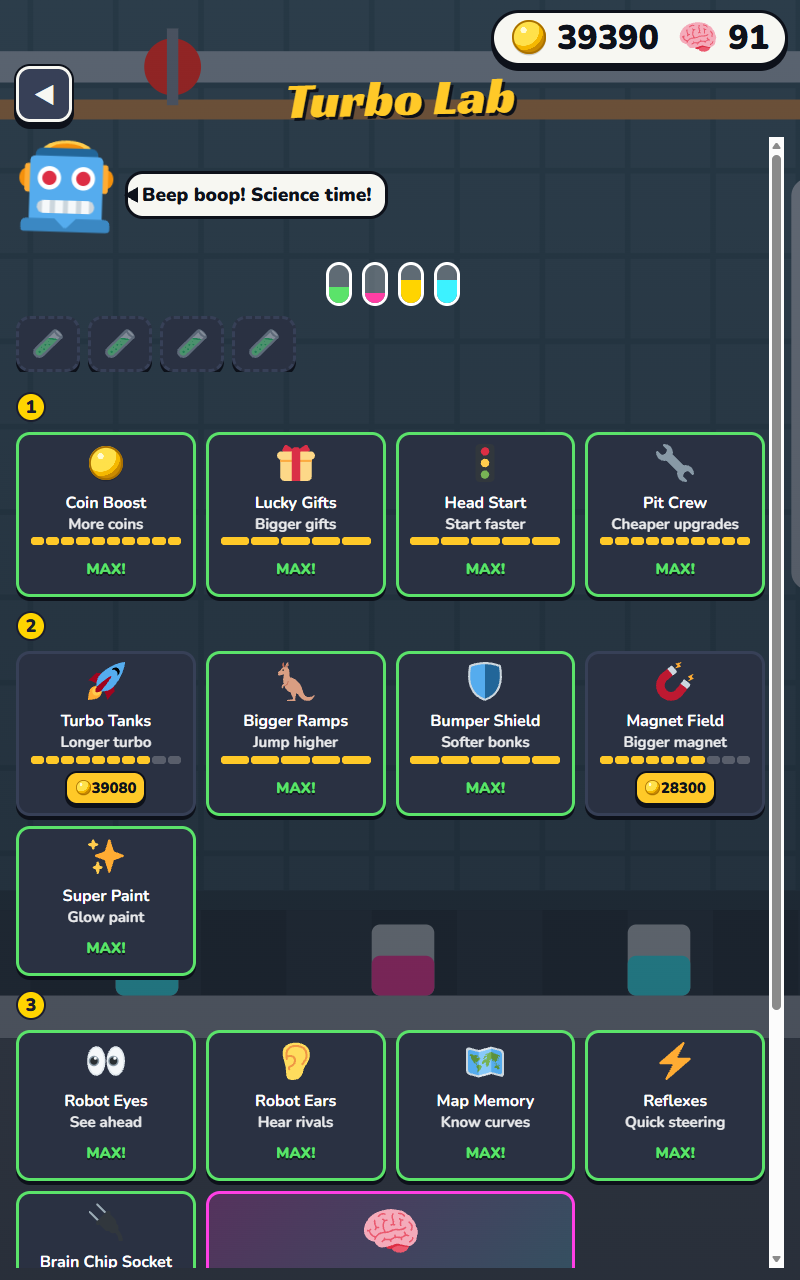 39390 91
Turbo Lab
Beep boop! Science time!
1
Coin Boost
More coins
MAX!
Lucky Gifts
Bigger gifts
MAX!
Head Start
Start faster
MAX!
Pit Crew
Cheaper upgrades
MAX!
2
Turbo Tanks
Longer turbo
39080
Bigger Ramps
Jump higher
MAX!
Bumper Shield
Softer bonks
MAX!
Magnet Field
Bigger magnet
28300
Super Paint
Glow paint
MAX!
3
Robot Eyes
See ahead
MAX!
Robot Ears
Hear rivals
MAX!
Map Memory
Know curves
MAX!
Reflexes
Quick steering
MAX!
Brain Chip Socket